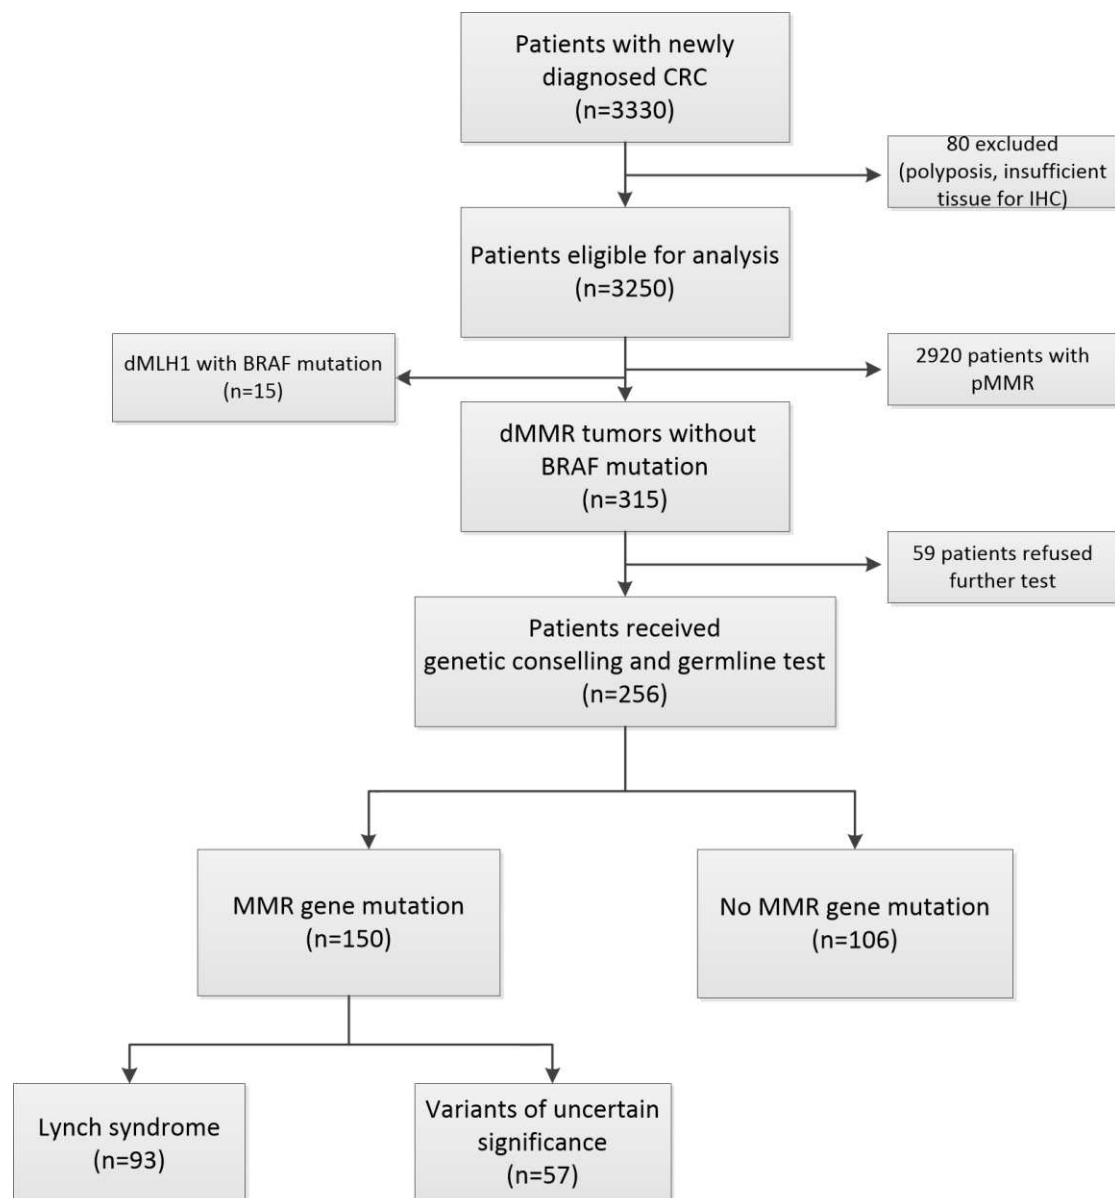 Patients with newly
diagnosed CRC
(n=3330)
80 excluded
(polyposis, insufficient
tissue for IHC)
Patients eligible for analysis
(n=3250)
dMLH1 with BRAF mutation
(n=15)
2920 patients with
pMMR
dMMR tumors without
BRAF mutation
(n=315)
59 patients refused
further test
Patients received
genetic conselling and germline test
(n=256)
MMR gene mutation
(n=150)
No MMR gene mutation
(n=106)
Lynch syndrome
(n=93)
Variants of uncertain
significance
(n=57)